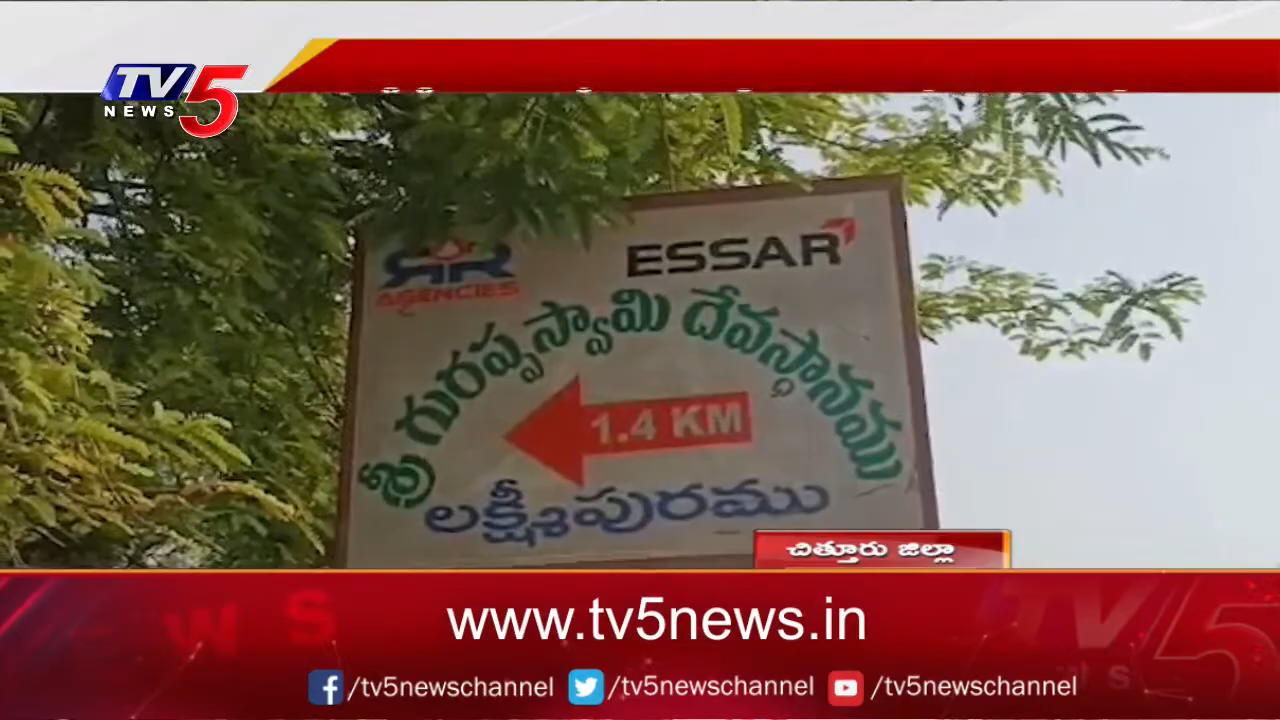 TV5
NEWS
RR
AGENCIES
ESSAR
శ్రీ గురప్పస్వామి దేవస్థానము
1.4 KM
లక్ష్మీపురము
చిత్తూరు జిల్లా
www.tv5news.in
/tv5newschannel /tv5newschannel /tv5newschannel